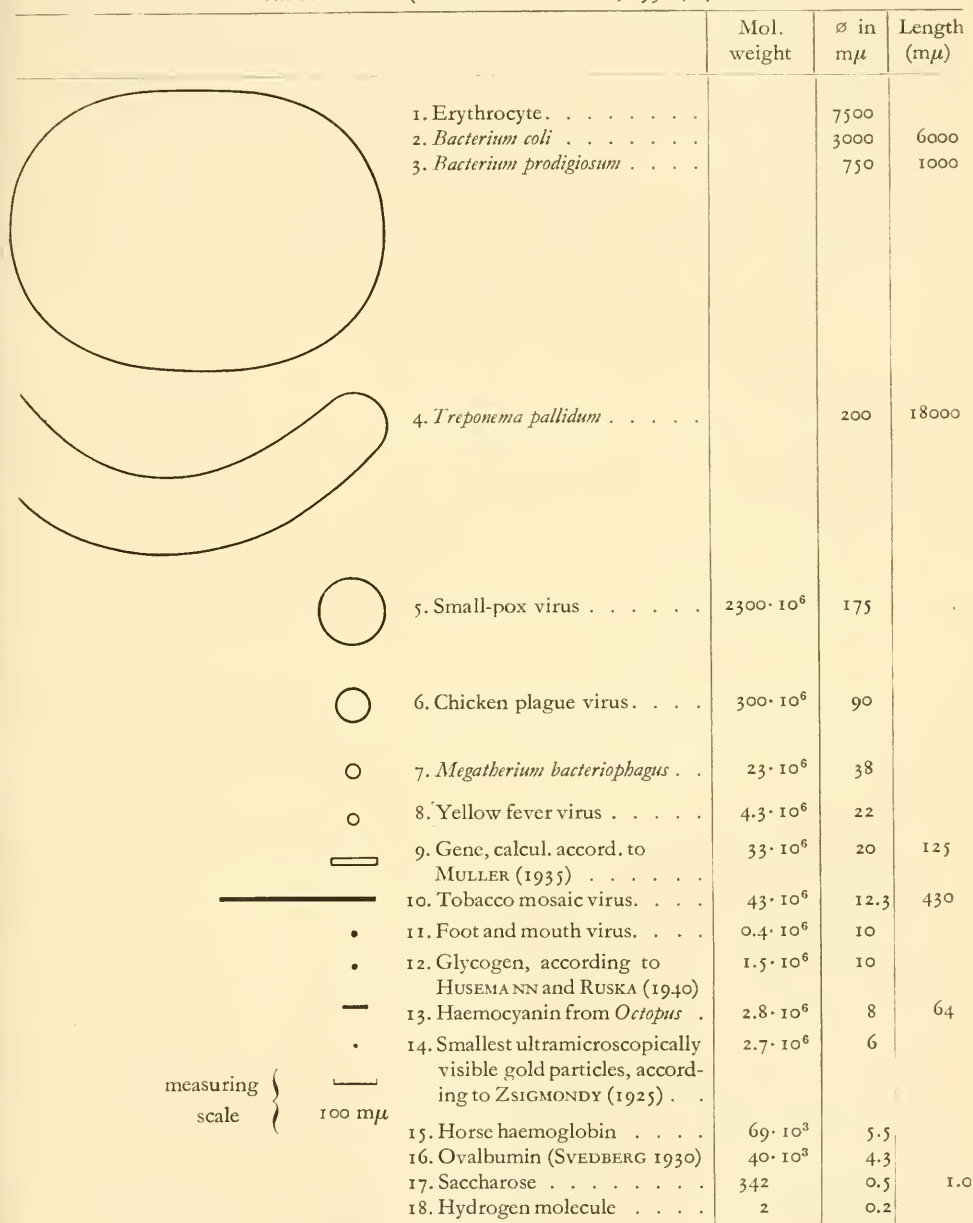 Mol. weight
ø in mμ
Length (mμ)
1. Erythrocyte. . . . . . . . 7500
2. Bacterium coli . . . . . . . 3000 6000
3. Bacterium prodigiosum . . . . 750 1000
4. Treponema pallidum . . . . . 200 18000
5. Small-pox virus . . . . . . 2300·10⁶ 175
6. Chicken plague virus. . . . 300·10⁶ 90
7. Megatherium bacteriophagus . . 23·10⁶ 38
8. Yellow fever virus . . . . . 4.3·10⁶ 22
9. Gene, calcul. accord. to 33·10⁶ 20 125
MULLER (1935) . . . . . .
10. Tobacco mosaic virus. . . . 43·10⁶ 12.3 430
11. Foot and mouth virus. . . . 0.4·10⁶ 10
12. Glycogen, according to 1.5·10⁶ 10
HUSEMANN and RUSKA (1940)
13. Haemocyanin from Octopus . 2.8·10⁶ 8 64
14. Smallest ultramicroscopically 2.7·10⁶ 6
visible gold particles, accord-
ing to ZSIGMONDY (1925) . .
measuring
scale
100 mμ
15. Horse haemoglobin . . . . 69·10³ 5.5
16. Ovalbumin (SVEDBERG 1930) 40·10³ 4.3
17. Saccharose . . . . . . . . 342 0.5 1.0
18. Hydrogen molecule . . . . 2 0.2